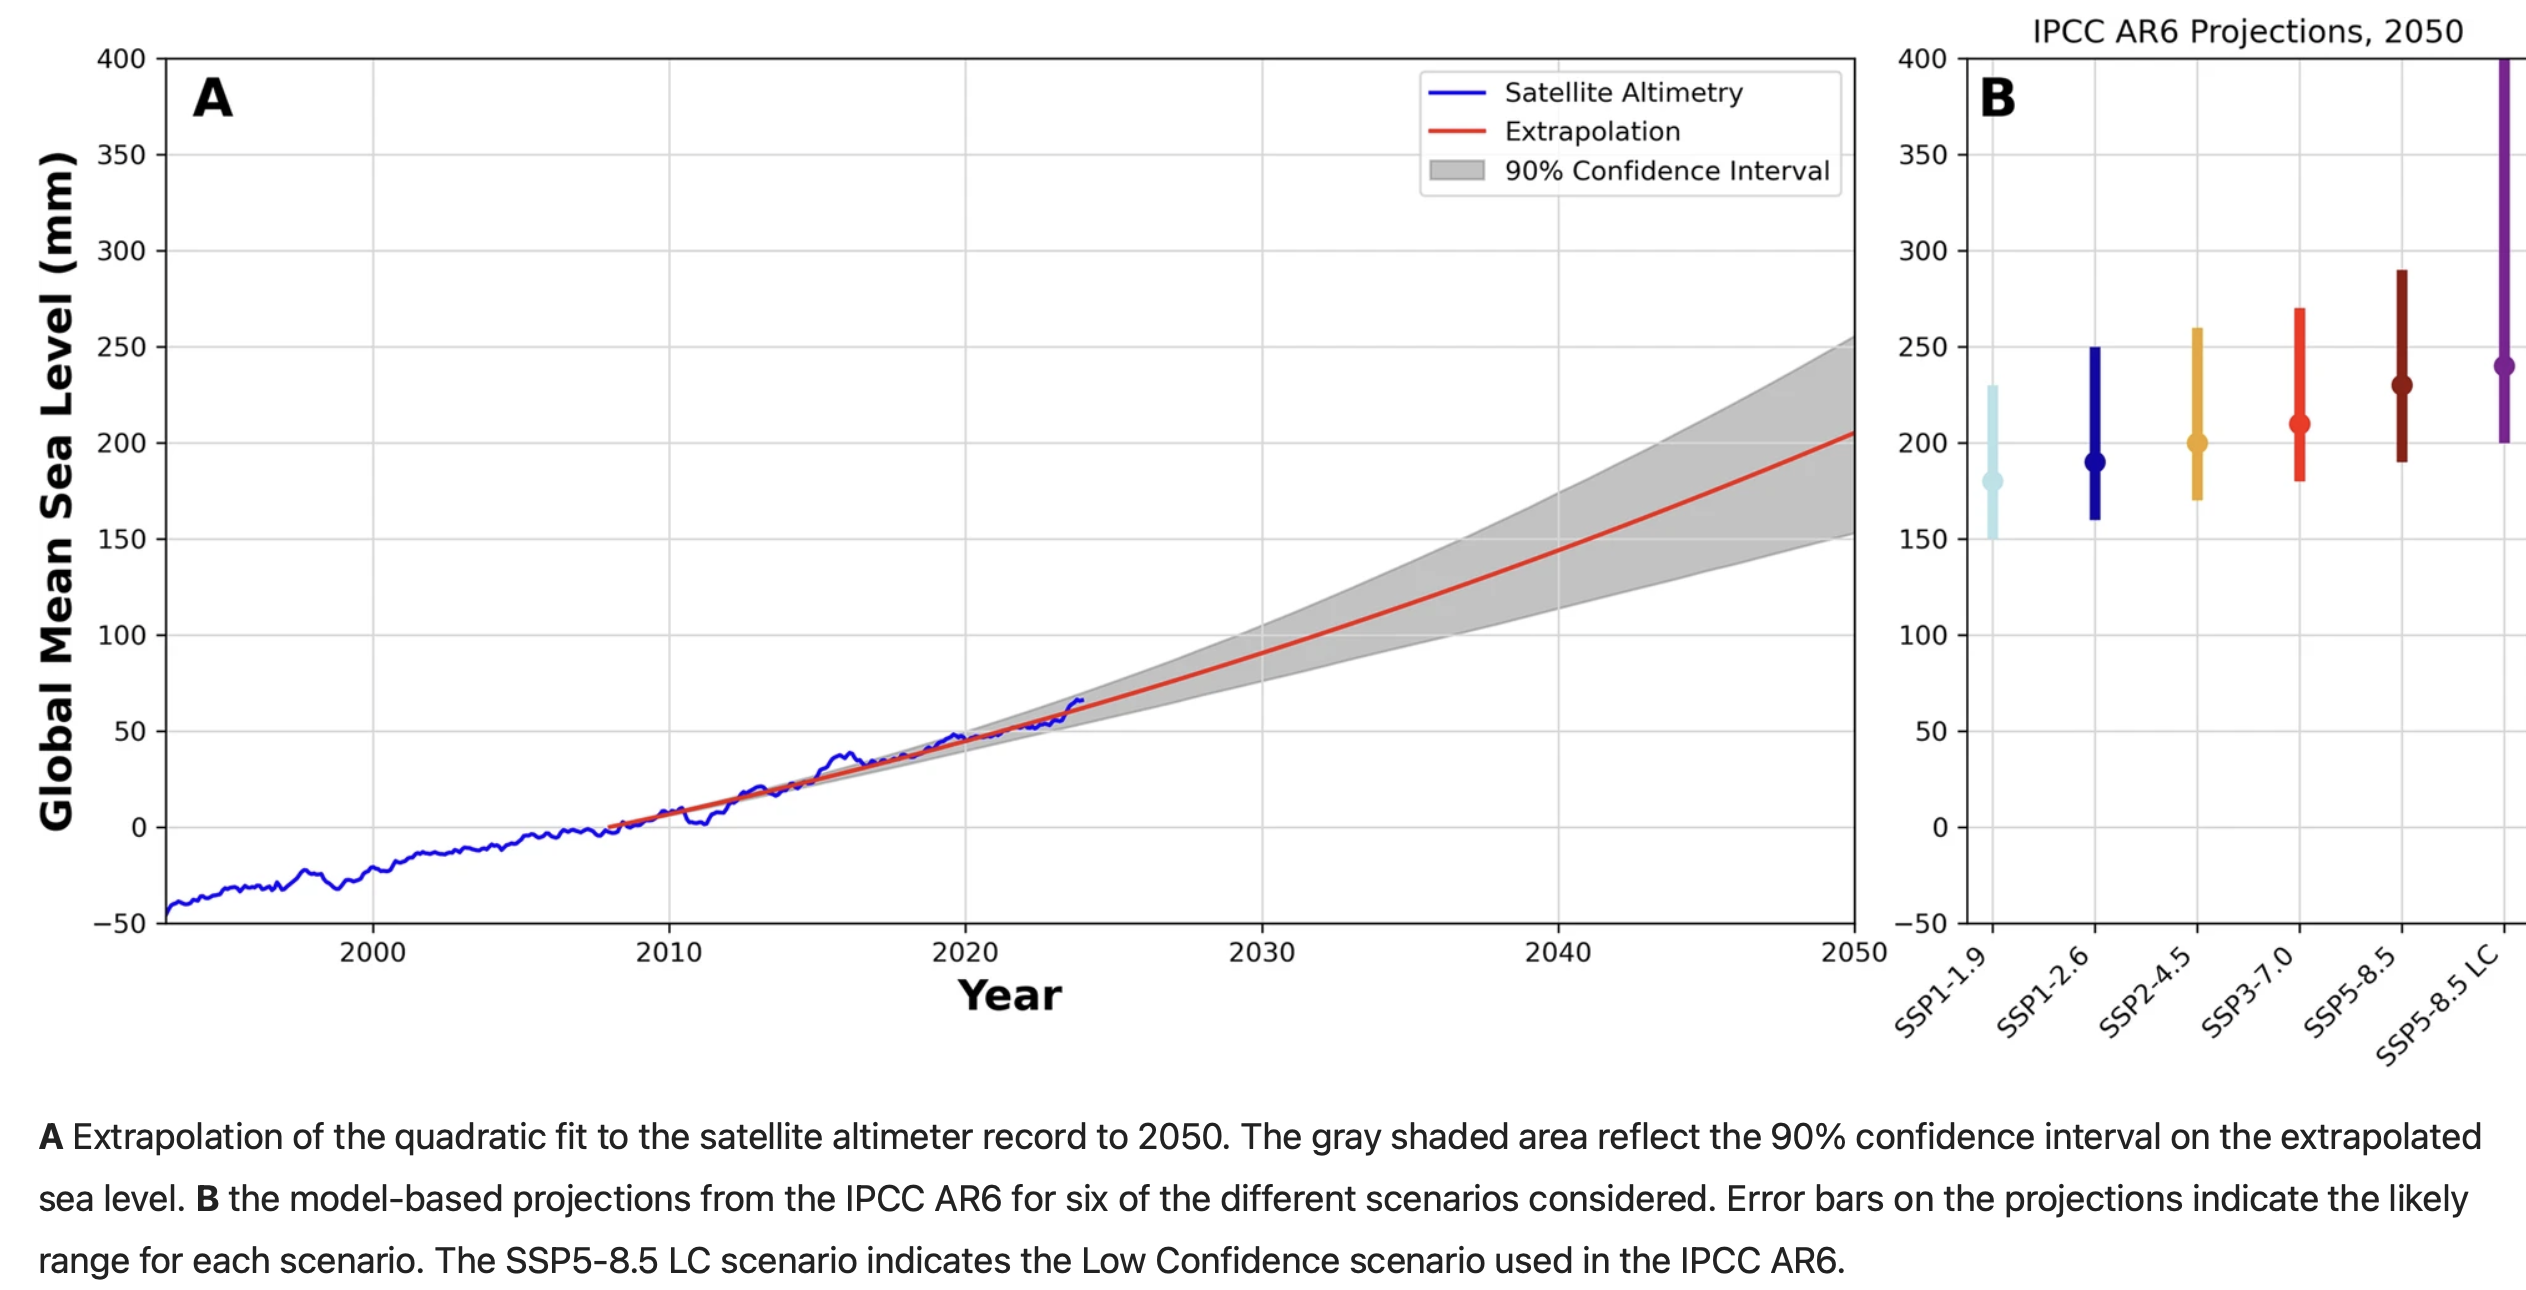 IPCC AR6 Projections, 2050
A
B
Satellite Altimetry
Extrapolation
90% Confidence Interval
Global Mean Sea Level (mm)
400
350
300
250
200
150
100
50
0
−50
2000
2010
2020
2030
2040
2050
Year
400
350
300
250
200
150
100
50
0
−50
SSP1-1.9
SSP1-2.6
SSP2-4.5
SSP3-7.0
SSP5-8.5
SSP5-8.5 LC
A Extrapolation of the quadratic fit to the satellite altimeter record to 2050. The gray shaded area reflect the 90% confidence interval on the extrapolated
sea level. B the model-based projections from the IPCC AR6 for six of the different scenarios considered. Error bars on the projections indicate the likely
range for each scenario. The SSP5-8.5 LC scenario indicates the Low Confidence scenario used in the IPCC AR6.